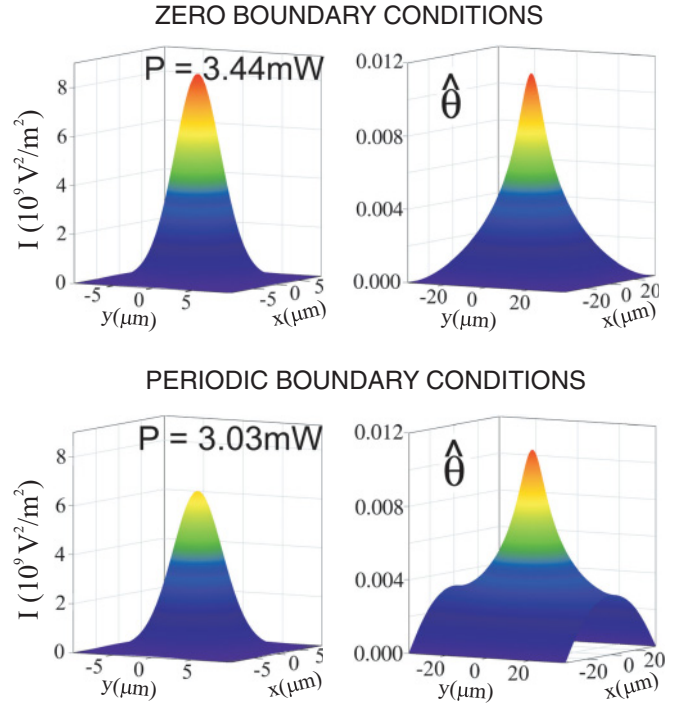 ZERO BOUNDARY CONDITIONS
P = 3.44mW
I (10⁹ V²/m²)
8
6
4
2
0
-5
0
5
y(μm)
-5
0
5
x(μm)
θ̂
0.012
0.008
0.004
0.000
-20
0
20
y(μm)
-20
0
20
x(μm)
PERIODIC BOUNDARY CONDITIONS
P = 3.03mW
I (10⁹ V²/m²)
8
6
4
2
0
-5
0
5
y(μm)
-5
0
5
x(μm)
θ̂
0.012
0.008
0.004
0.000
-20
0
20
y(μm)
-20
0
20
x(μm)